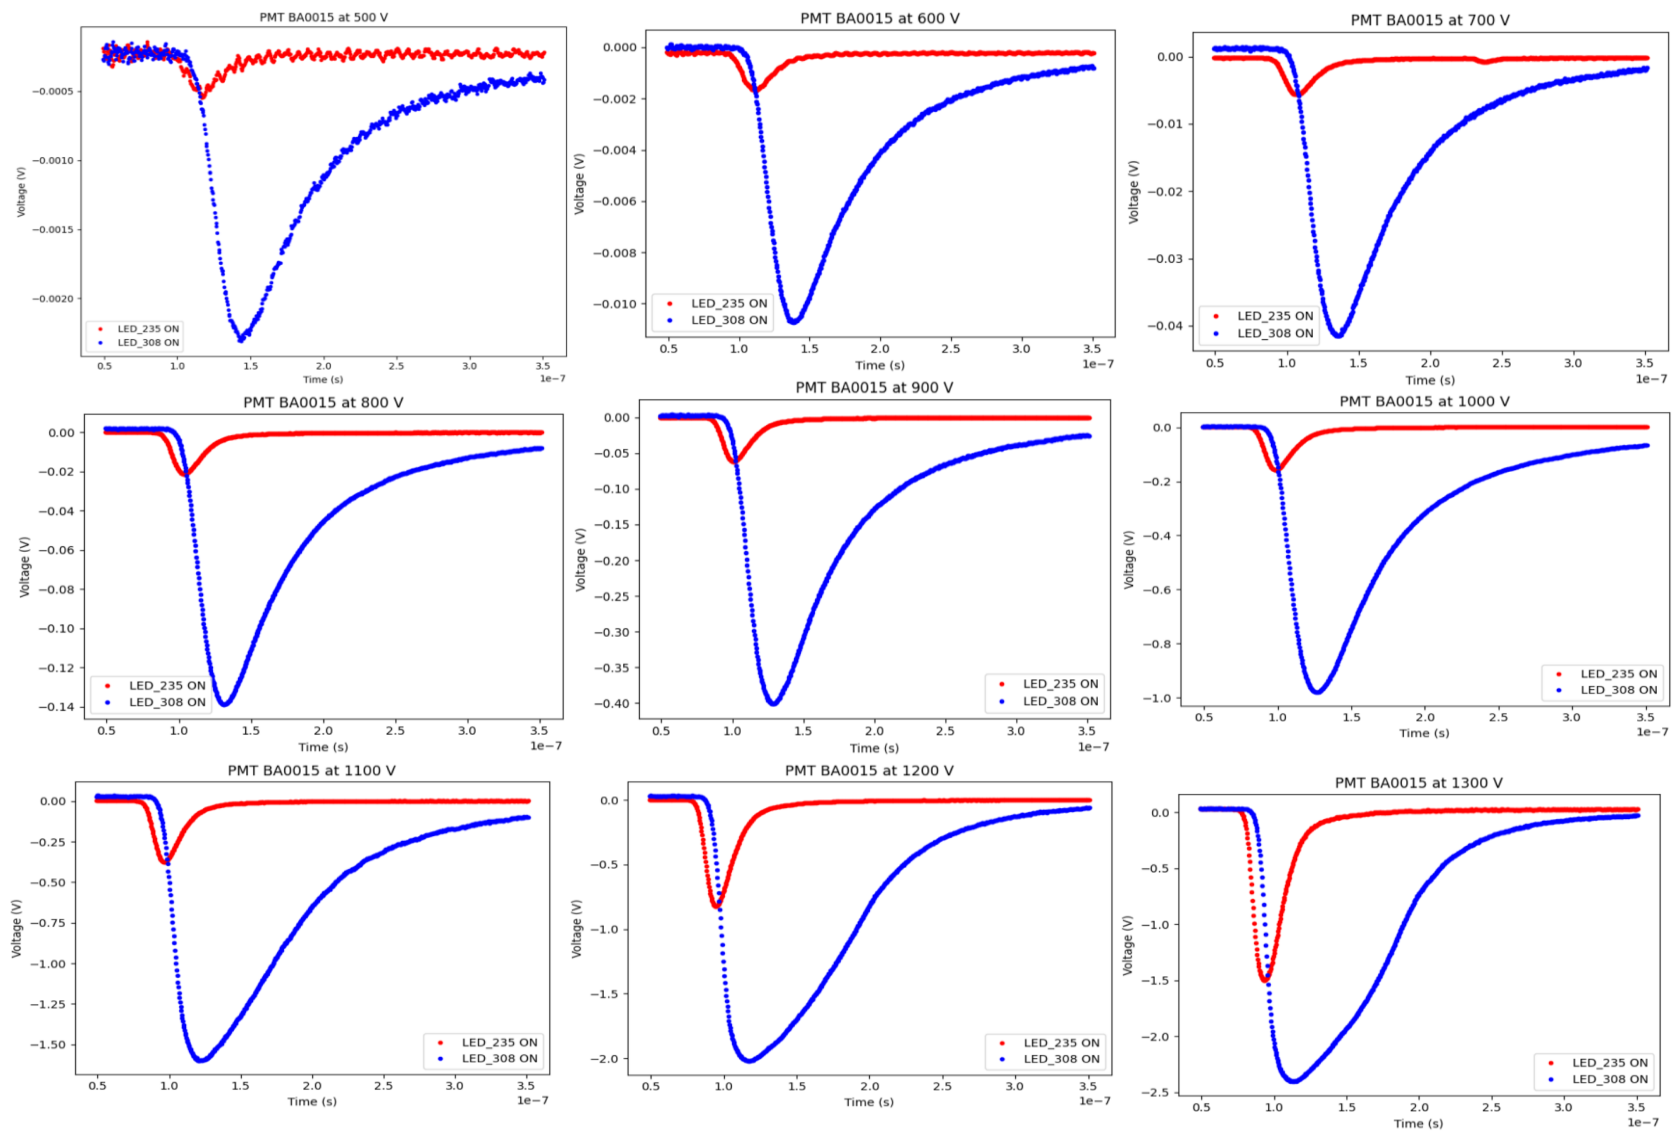 PMT BA0015 at 500 V
Voltage (V)
−0.0005
−0.0010
−0.0015
−0.0020
LED_235 ON
LED_308 ON
0.5 1.0 1.5 2.0 2.5 3.0 3.5
Time (s)
1e−7
PMT BA0015 at 600 V
Voltage (V)
0.000
−0.002
−0.004
−0.006
−0.008
−0.010
LED_235 ON
LED_308 ON
0.5 1.0 1.5 2.0 2.5 3.0 3.5
Time (s)
1e−7
PMT BA0015 at 700 V
Voltage (V)
0.00
−0.01
−0.02
−0.03
−0.04
LED_235 ON
LED_308 ON
0.5 1.0 1.5 2.0 2.5 3.0 3.5
Time (s)
1e−7
PMT BA0015 at 800 V
Voltage (V)
0.00
−0.02
−0.04
−0.06
−0.08
−0.10
−0.12
−0.14
LED_235 ON
LED_308 ON
0.5 1.0 1.5 2.0 2.5 3.0 3.5
Time (s)
1e−7
PMT BA0015 at 900 V
Voltage (V)
0.00
−0.05
−0.10
−0.15
−0.20
−0.25
−0.30
−0.35
−0.40
LED_235 ON
LED_308 ON
0.5 1.0 1.5 2.0 2.5 3.0 3.5
Time (s)
1e−7
PMT BA0015 at 1000 V
Voltage (V)
0.0
−0.2
−0.4
−0.6
−0.8
−1.0
LED_235 ON
LED_308 ON
0.5 1.0 1.5 2.0 2.5 3.0 3.5
Time (s)
1e−7
PMT BA0015 at 1100 V
Voltage (V)
0.00
−0.25
−0.50
−0.75
−1.00
−1.25
−1.50
LED_235 ON
LED_308 ON
0.5 1.0 1.5 2.0 2.5 3.0 3.5
Time (s)
1e−7
PMT BA0015 at 1200 V
Voltage (V)
0.0
−0.5
−1.0
−1.5
−2.0
LED_235 ON
LED_308 ON
0.5 1.0 1.5 2.0 2.5 3.0 3.5
Time (s)
1e−7
PMT BA0015 at 1300 V
Voltage (V)
0.0
−0.5
−1.0
−1.5
−2.0
−2.5
LED_235 ON
LED_308 ON
0.5 1.0 1.5 2.0 2.5 3.0 3.5
Time (s)
1e−7